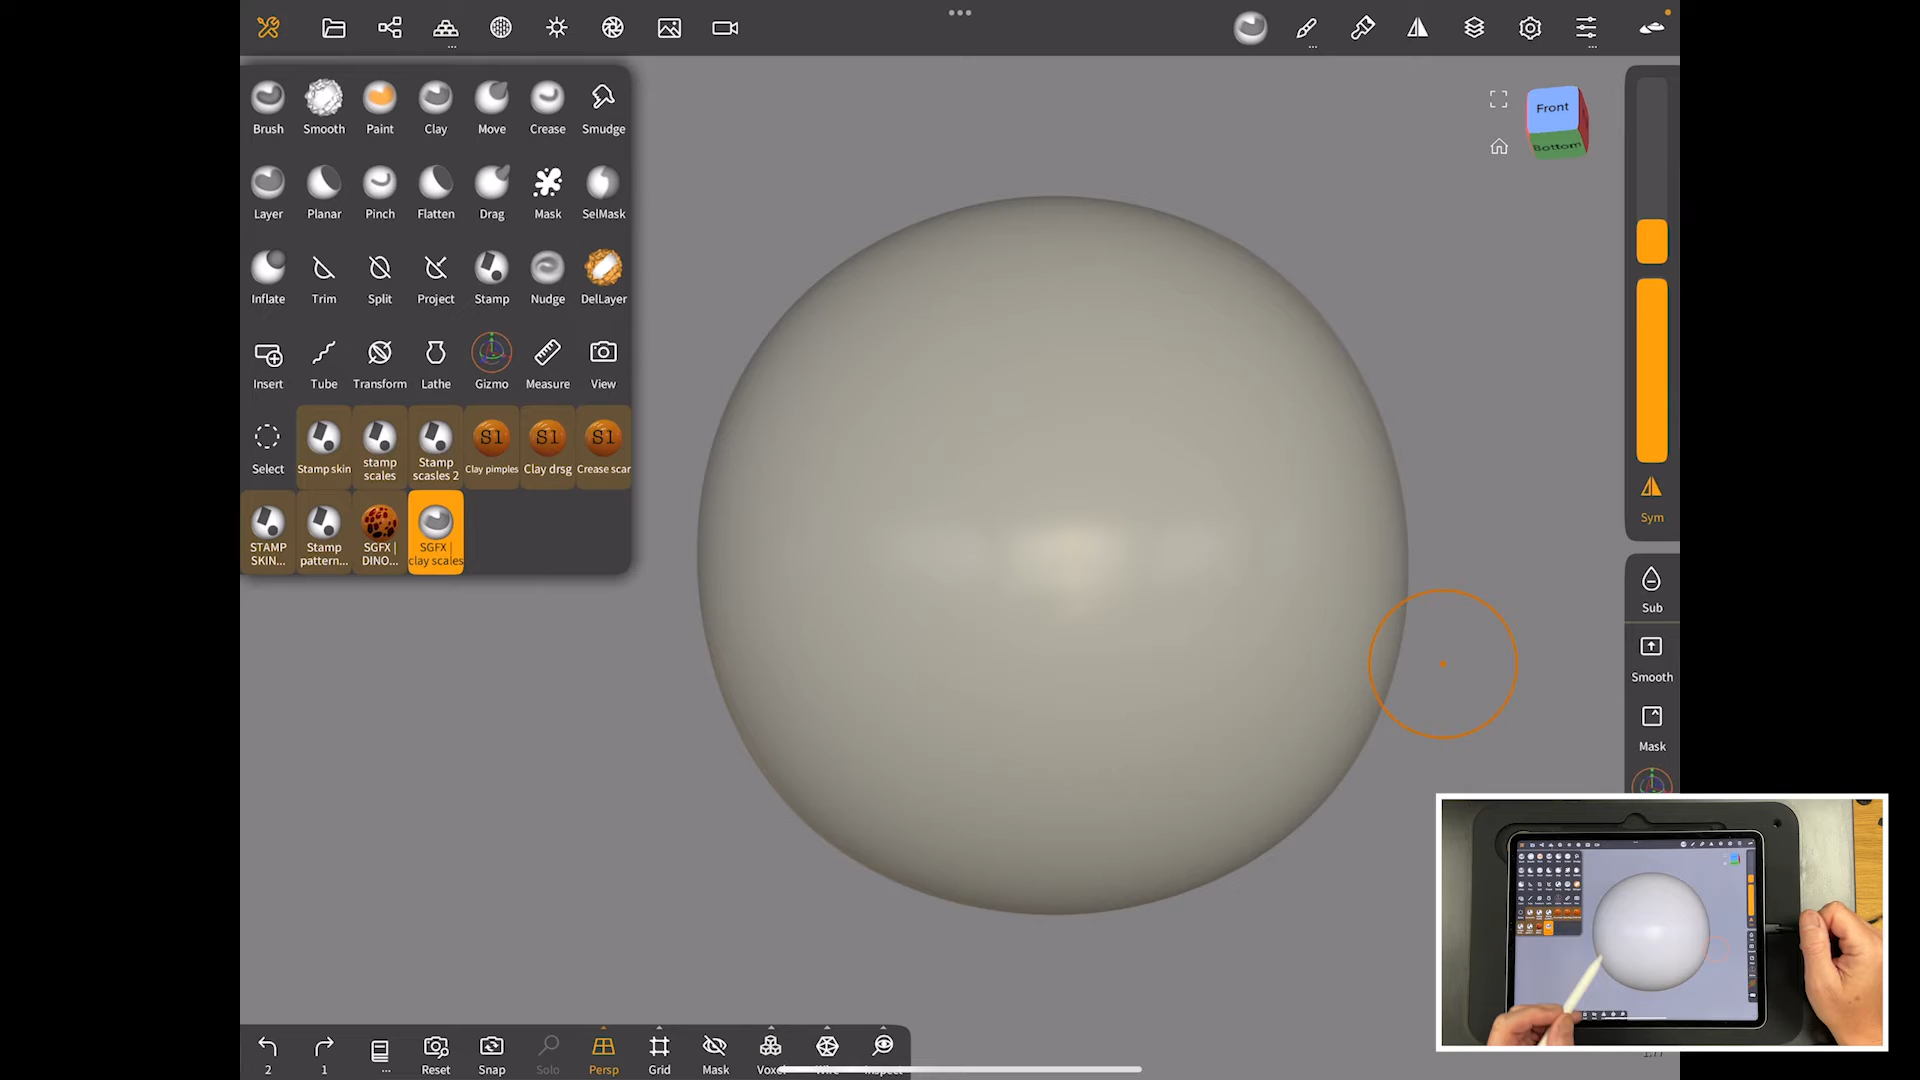 Front
Bottom
Brush Smooth Paint Clay Move Crease Smudge
Layer Planar Pinch Flatten Drag Mask SelMask
Inflate Trim Split Project Stamp Nudge DelLayer
Insert Tube Transform Lathe Gizmo Measure View
S1 S1 S1
Select Stamp skin stamp scales Stamp scasles 2 Clay pimples Clay drsg Crease scar
STAMP SKIN... Stamp pattern... SGFX | DINO... SGFX | clay scales
Sym
Sub
Smooth
Mask
2 1 ... Reset Snap Solo Persp Grid Mask